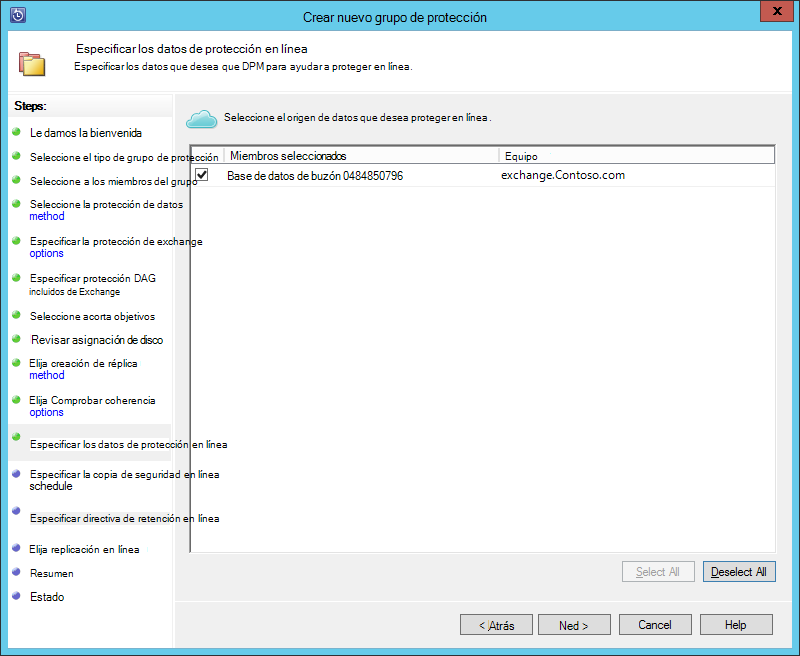 Crear nuevo grupo de protección
x
Especificar los datos de protección en línea
Especificar los datos que desea que DPM para ayudar a proteger en línea.
Steps:
Le damos la bienvenida
Seleccione el tipo de grupo de protección
Seleccione a los miembros del grupo
Seleccione la protección de datos
method
Especificar la protección de exchange
options
Especificar protección DAG
incluidos de Exchange
Seleccione acorta objetivos
Revisar asignación de disco
Elija creación de réplica
method
Elija Comprobar coherencia
options
Especificar los datos de protección en línea
Especificar la copia de seguridad en línea
schedule
Especificar directiva de retención en línea
Elija replicación en línea
Resumen
Estado
Seleccione el origen de datos que desea proteger en línea.
Miembros seleccionados Equipo
Base de datos de buzón 0484850796 exchange.Contoso.com
Select All Deselect All
< Atrás Ned > Cancel Help